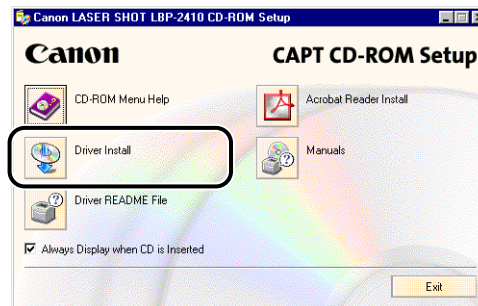 Canon LASER SHOT LBP-2410 CD-ROM Setup
Canon
CAPT CD-ROM Setup
CD-ROM Menu Help
Acrobat Reader Install
Driver Install
Manuals
Driver README File
Always Display when CD is Inserted
Exit